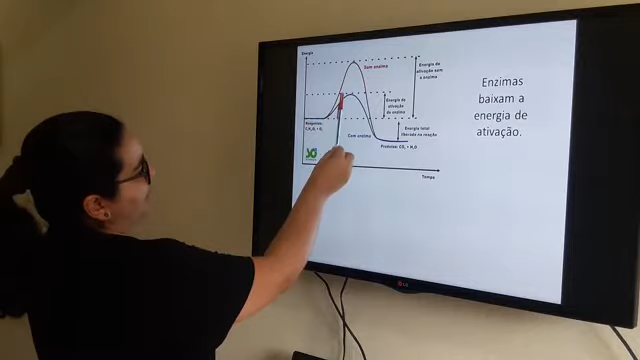 Energia
Sem enzima
Energia de
ativação sem
a enzima
Energia de
ativação
da enzima
Reagentes:
Com enzima
Energia total
liberada na reação
Produtos: CO₂ + H₂O
Tempo
Enzimas
baixam a
energia de
ativação.
LG